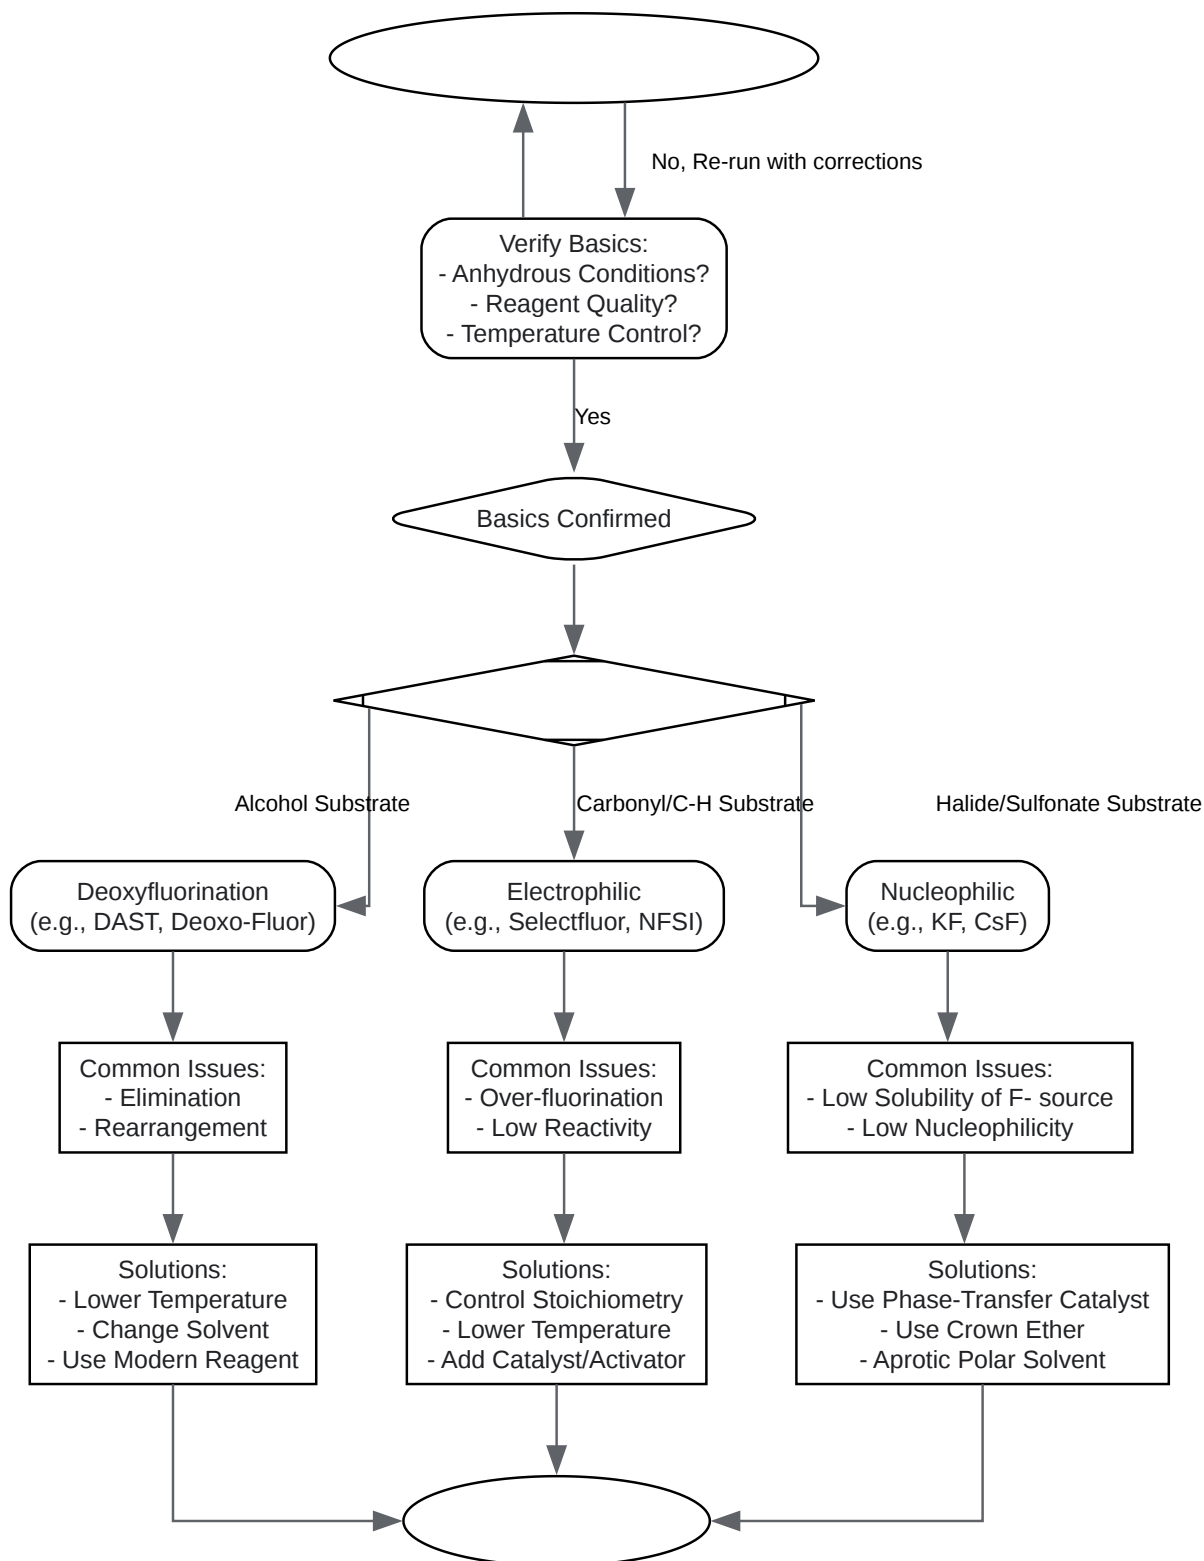 No, Re-run with corrections
Verify Basics:
- Anhydrous Conditions?
- Reagent Quality?
- Temperature Control?
Yes
Basics Confirmed
Alcohol Substrate
Carbonyl/C-H Substrate
Halide/Sulfonate Substrate
Deoxyfluorination
(e.g., DAST, Deoxo-Fluor)
Electrophilic
(e.g., Selectfluor, NFSI)
Nucleophilic
(e.g., KF, CsF)
Common Issues:
- Elimination
- Rearrangement
Common Issues:
- Over-fluorination
- Low Reactivity
Common Issues:
- Low Solubility of F- source
- Low Nucleophilicity
Solutions:
- Lower Temperature
- Change Solvent
- Use Modern Reagent
Solutions:
- Control Stoichiometry
- Lower Temperature
- Add Catalyst/Activator
Solutions:
- Use Phase-Transfer Catalyst
- Use Crown Ether
- Aprotic Polar Solvent